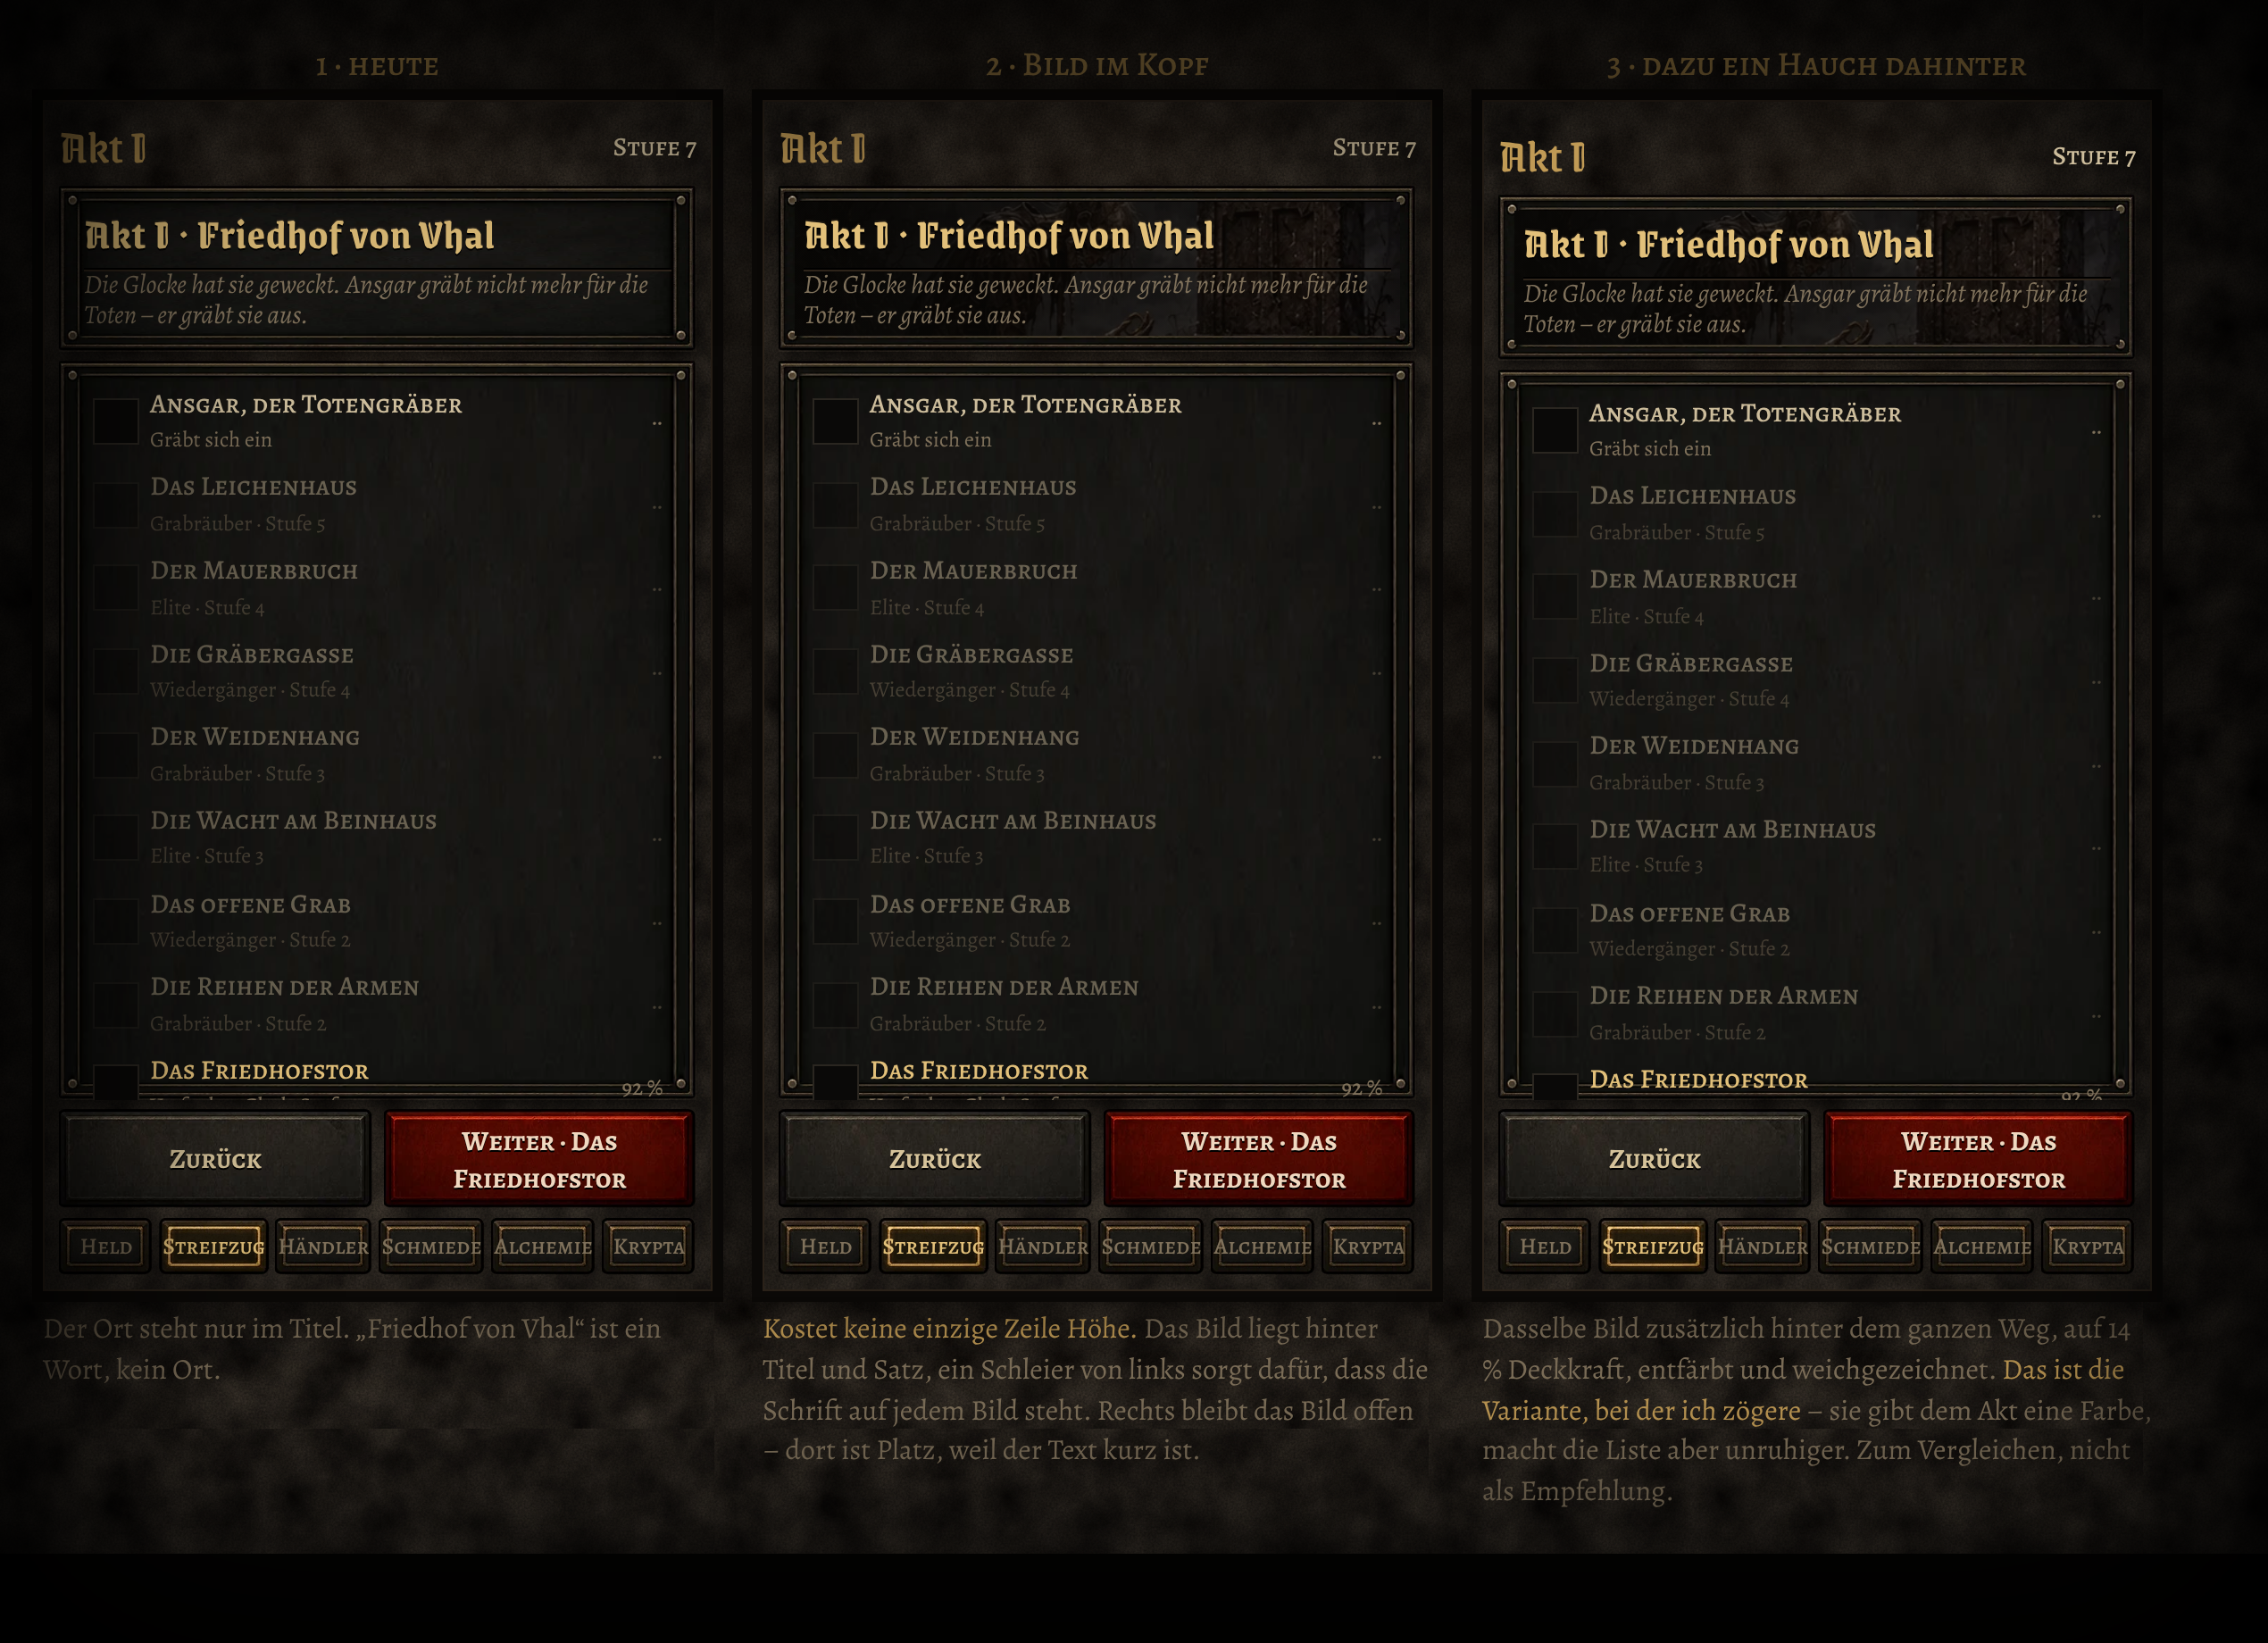 1 · HEUTE
Akt I
STUFE 7
Akt I · Friedhof von Vhal
Die Glocke hat sie geweckt. Ansgar gräbt nicht mehr für die
Toten – er gräbt sie aus.
ANSGAR, DER TOTENGRÄBER
Gräbt sich ein
DAS LEICHENHAUS
Grabräuber · Stufe 5
DER MAUERBRUCH
Elite · Stufe 4
DIE GRÄBERGASSE
Wiedergänger · Stufe 4
DER WEIDENHANG
Grabräuber · Stufe 3
DIE WACHT AM BEINHAUS
Elite · Stufe 3
DAS OFFENE GRAB
Wiedergänger · Stufe 2
DIE REIHEN DER ARMEN
Grabräuber · Stufe 2
DAS FRIEDHOFSTOR
92 %
ZURÜCK
WEITER · DAS
FRIEDHOFSTOR
HELD STREIFZUG HÄNDLER SCHMIEDE ALCHEMIE KRYPTA
Der Ort steht nur im Titel. „Friedhof von Vhal“ ist ein
Wort, kein Ort.
2 · BILD IM KOPF
Akt I
STUFE 7
Akt I · Friedhof von Vhal
Die Glocke hat sie geweckt. Ansgar gräbt nicht mehr für die
Toten – er gräbt sie aus.
ANSGAR, DER TOTENGRÄBER
Gräbt sich ein
DAS LEICHENHAUS
Grabräuber · Stufe 5
DER MAUERBRUCH
Elite · Stufe 4
DIE GRÄBERGASSE
Wiedergänger · Stufe 4
DER WEIDENHANG
Grabräuber · Stufe 3
DIE WACHT AM BEINHAUS
Elite · Stufe 3
DAS OFFENE GRAB
Wiedergänger · Stufe 2
DIE REIHEN DER ARMEN
Grabräuber · Stufe 2
DAS FRIEDHOFSTOR
92 %
ZURÜCK
WEITER · DAS
FRIEDHOFSTOR
HELD STREIFZUG HÄNDLER SCHMIEDE ALCHEMIE KRYPTA
Kostet keine einzige Zeile Höhe. Das Bild liegt hinter
Titel und Satz, ein Schleier von links sorgt dafür, dass die
Schrift auf jedem Bild steht. Rechts bleibt das Bild offen
– dort ist Platz, weil der Text kurz ist.
3 · DAZU EIN HAUCH DAHINTER
Akt I
STUFE 7
Akt I · Friedhof von Vhal
Die Glocke hat sie geweckt. Ansgar gräbt nicht mehr für die
Toten – er gräbt sie aus.
ANSGAR, DER TOTENGRÄBER
Gräbt sich ein
DAS LEICHENHAUS
Grabräuber · Stufe 5
DER MAUERBRUCH
Elite · Stufe 4
DIE GRÄBERGASSE
Wiedergänger · Stufe 4
DER WEIDENHANG
Grabräuber · Stufe 3
DIE WACHT AM BEINHAUS
Elite · Stufe 3
DAS OFFENE GRAB
Wiedergänger · Stufe 2
DIE REIHEN DER ARMEN
Grabräuber · Stufe 2
DAS FRIEDHOFSTOR
92 %
ZURÜCK
WEITER · DAS
FRIEDHOFSTOR
HELD STREIFZUG HÄNDLER SCHMIEDE ALCHEMIE KRYPTA
Dasselbe Bild zusätzlich hinter dem ganzen Weg, auf 14
% Deckkraft, entfärbt und weichgezeichnet. Das ist die
Variante, bei der ich zögere – sie gibt dem Akt eine Farbe,
macht die Liste aber unruhiger. Zum Vergleichen, nicht
als Empfehlung.